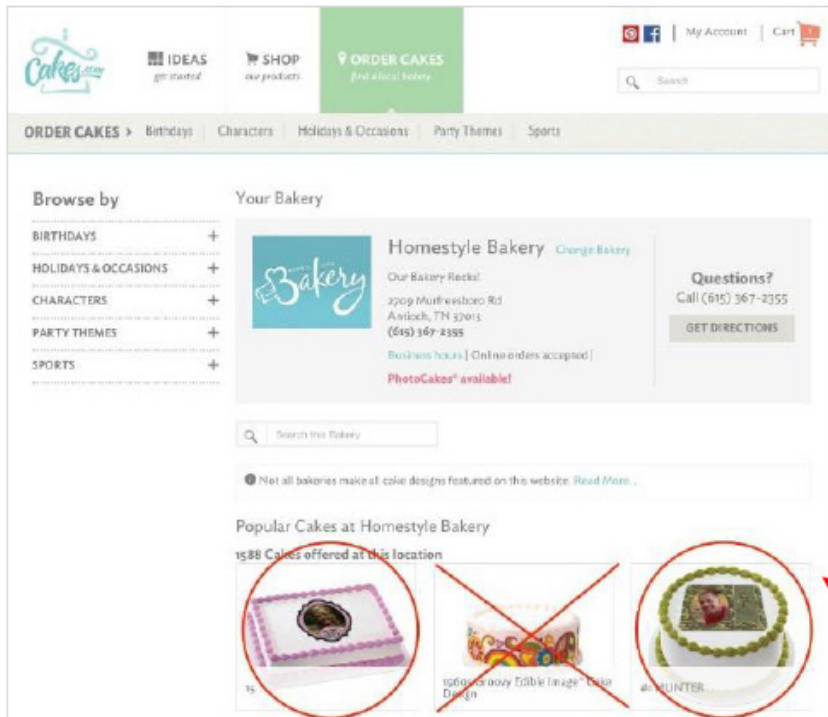 Cakes.com
IDEAS
get started
SHOP
our products
ORDER CAKES
find a local bakery
My Account | Cart
Search
ORDER CAKES > Birthdays | Characters | Holidays & Occasions | Party Themes | Sports
Browse by
BIRTHDAYS +
HOLIDAYS & OCCASIONS +
CHARACTERS +
PARTY THEMES +
SPORTS +
Your Bakery
Bakery
Homestyle Bakery Change Bakery
Our Bakery Rocks!
2709 Murfreesboro Rd
Antioch, TN 37013
(615) 367-2355
Business hours | Online orders accepted |
PhotoCakes® available!
Questions?
Call (615) 367-2355
GET DIRECTIONS
Search this Bakery
Not all bakeries make all cake designs featured on this website. Read More...
Popular Cakes at Homestyle Bakery
1588 Cakes offered at this location
15
1960s Groovy Edible Image® Cake
Design
#1 HUNTER